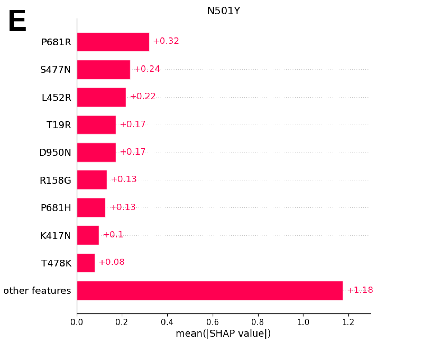 E
N501Y
P681R +0.32
S477N +0.24
L452R +0.22
T19R +0.17
D950N +0.17
R158G +0.13
P681H +0.13
K417N +0.1
T478K +0.08
other features +1.18
0.0 0.2 0.4 0.6 0.8 1.0 1.2
mean(|SHAP value|)